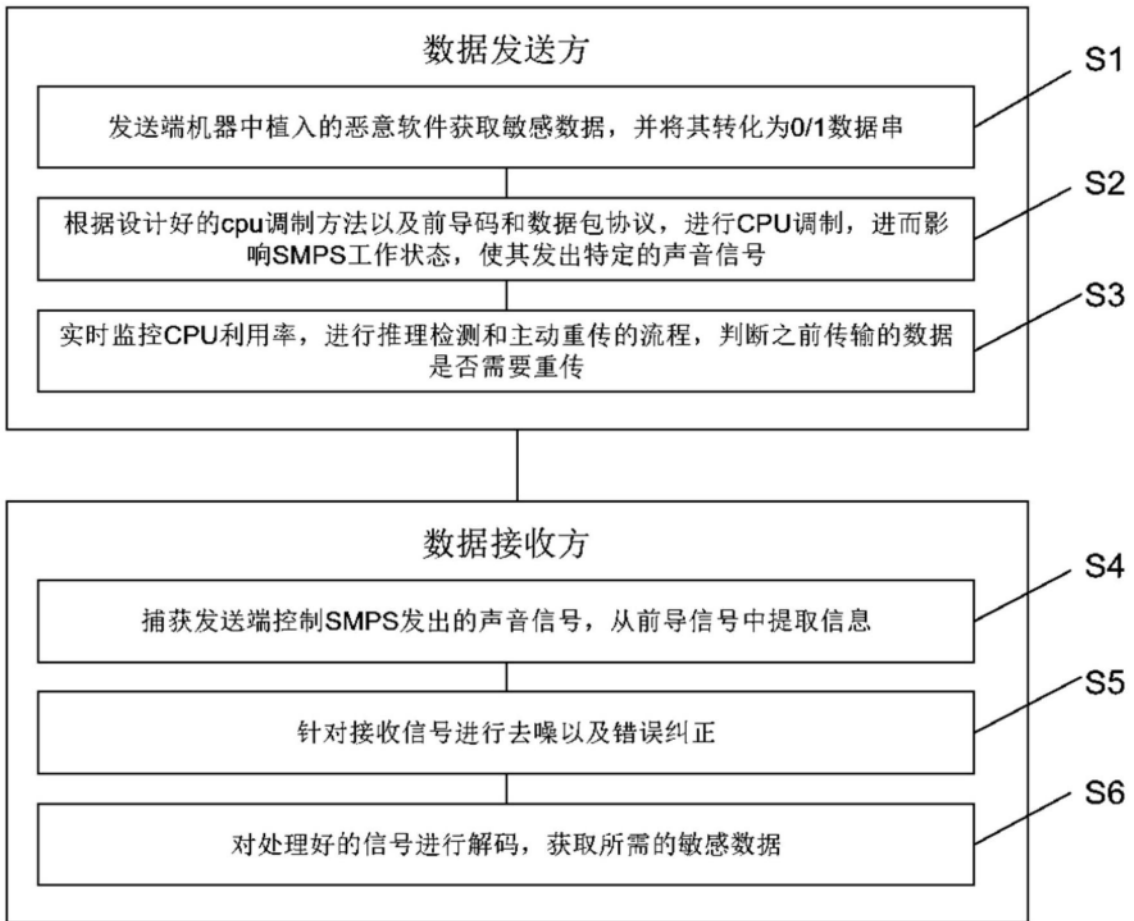 数据发送方
S1
发送端机器中植入的恶意软件获取敏感数据，并将其转化为0/1数据串
S2
根据设计好的cpu调制方法以及前导码和数据包协议，进行CPU调制，进而影
响SMPS工作状态，使其发出特定的声音信号
S3
实时监控CPU利用率，进行推理检测和主动重传的流程，判断之前传输的数据
是否需要重传
数据接收方
S4
捕获发送端控制SMPS发出的声音信号，从前导信号中提取信息
S5
针对接收信号进行去噪以及错误纠正
S6
对处理好的信号进行解码，获取所需的敏感数据